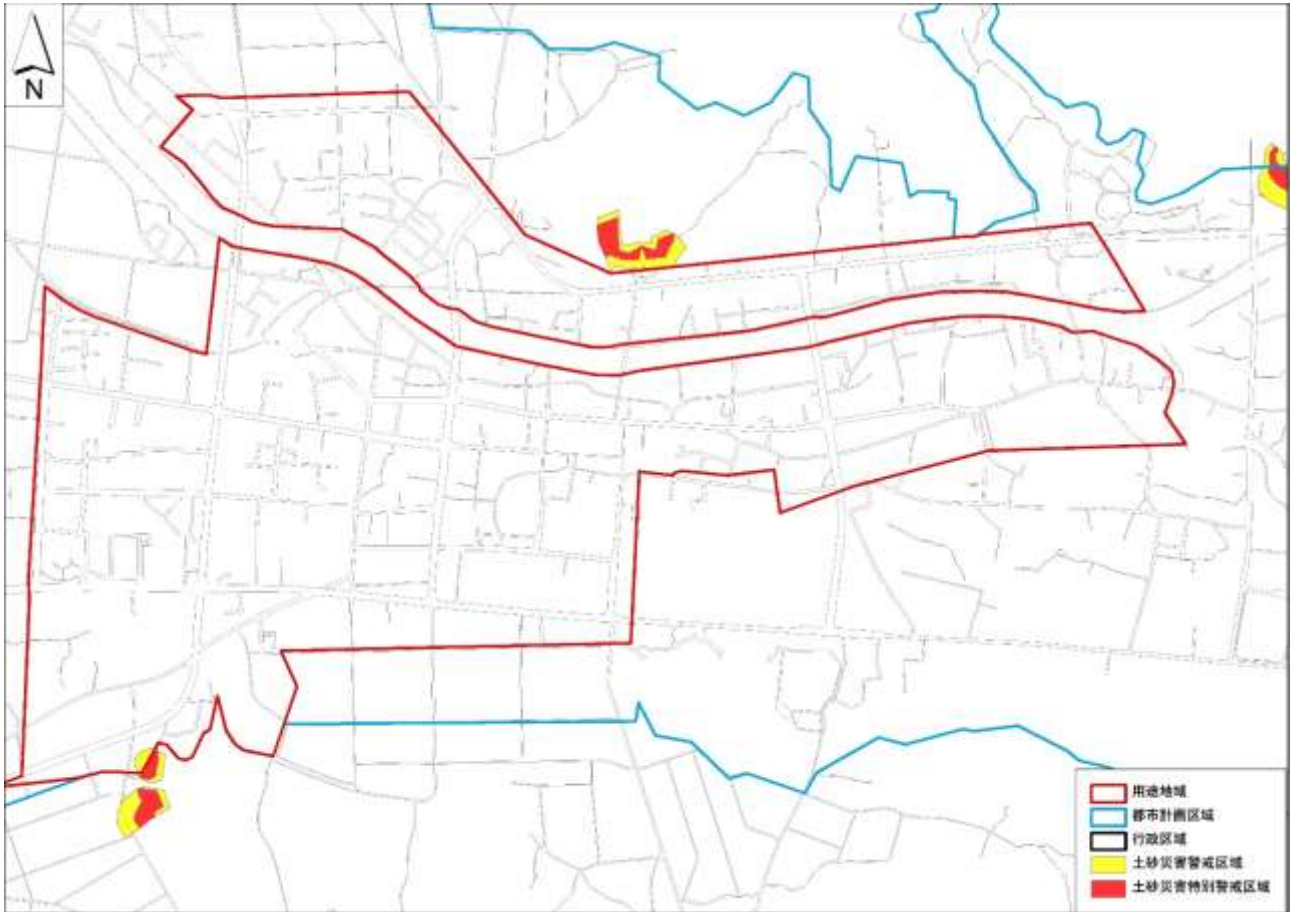 N
用途地域
都市計画区域
行政区域
土砂災害警戒区域
土砂災害特別警戒区域